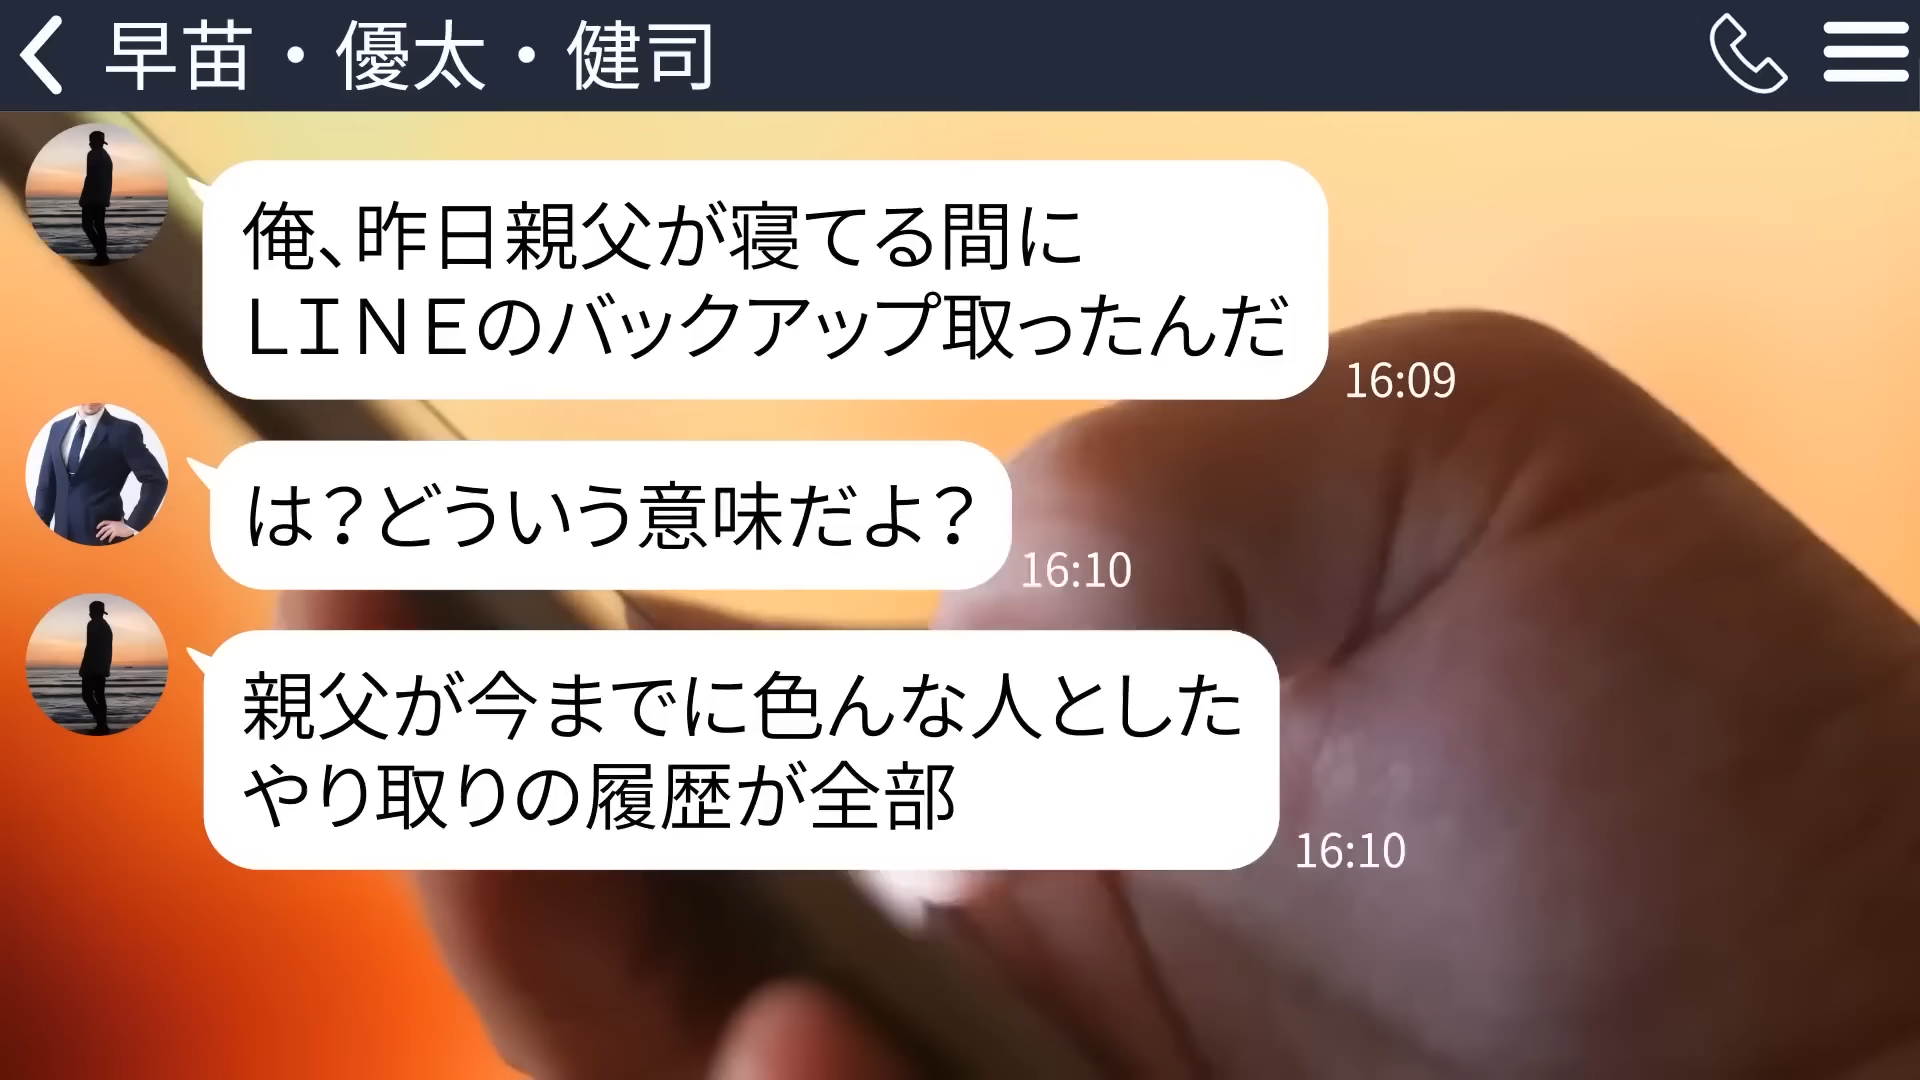 早苗・優太・健司
俺、昨日親父が寝てる間に
ＬＩＮＥのバックアップ取ったんだ
16:09
は？どういう意味だよ？
16:10
親父が今までに色んな人とした
やり取りの履歴が全部
16:10